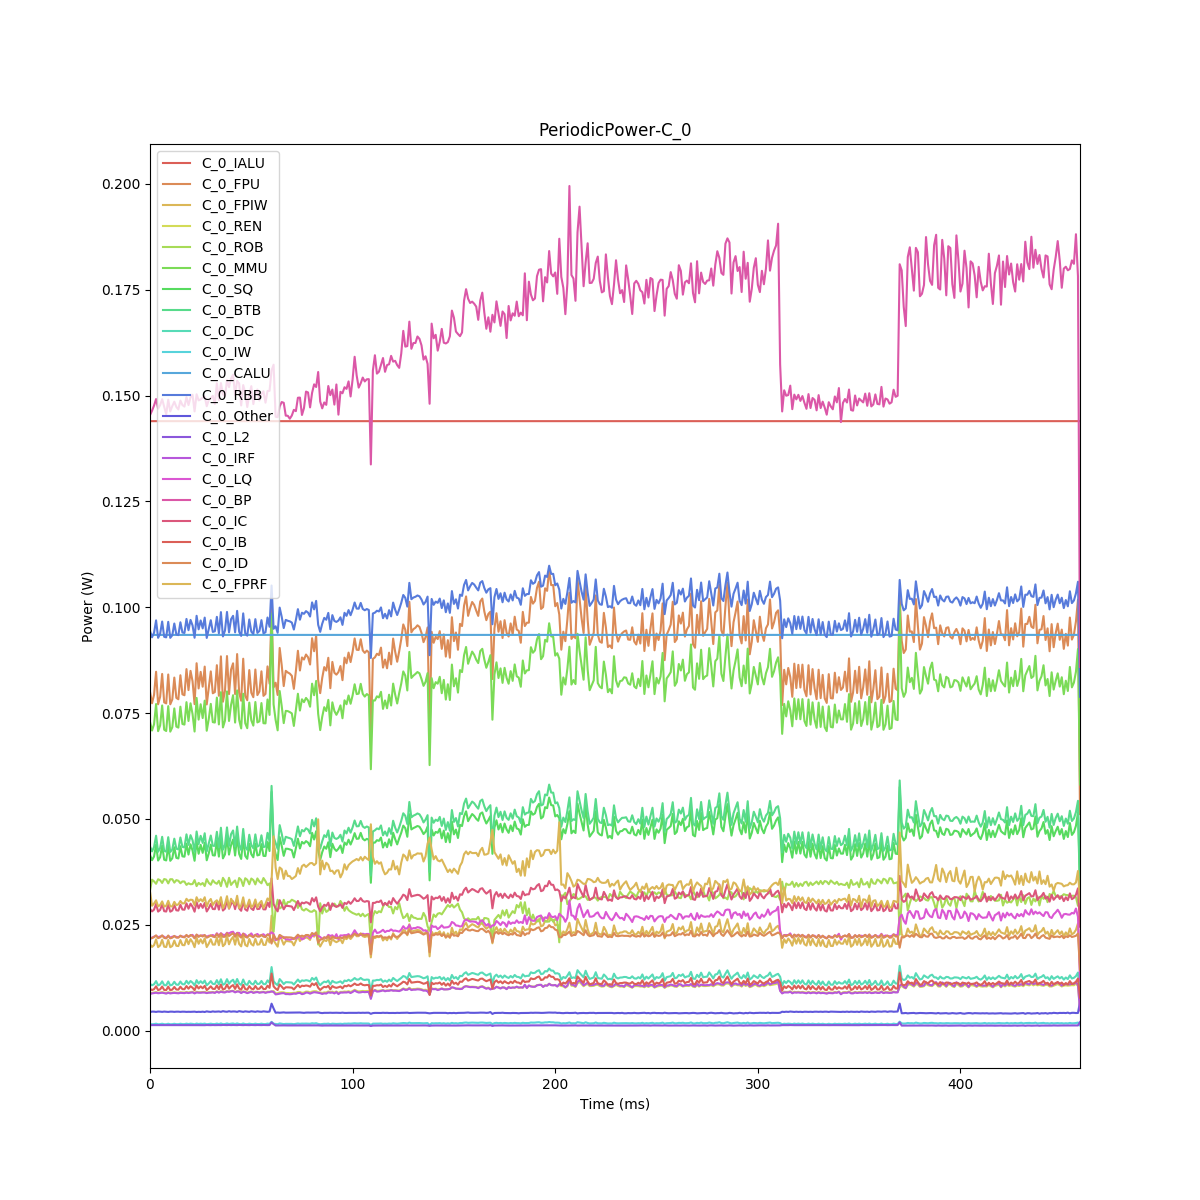 PeriodicPower-C_0
C_0_IALU
C_0_FPU
C_0_FPIW
C_0_REN
C_0_ROB
C_0_MMU
C_0_SQ
C_0_BTB
C_0_DC
C_0_IW
C_0_CALU
C_0_RBB
C_0_Other
C_0_L2
C_0_IRF
C_0_LQ
C_0_BP
C_0_IC
C_0_IB
C_0_ID
C_0_FPRF
0.200
0.175
0.150
0.125
0.100
0.075
0.050
0.025
0.000
Power (W)
0 100 200 300 400
Time (ms)